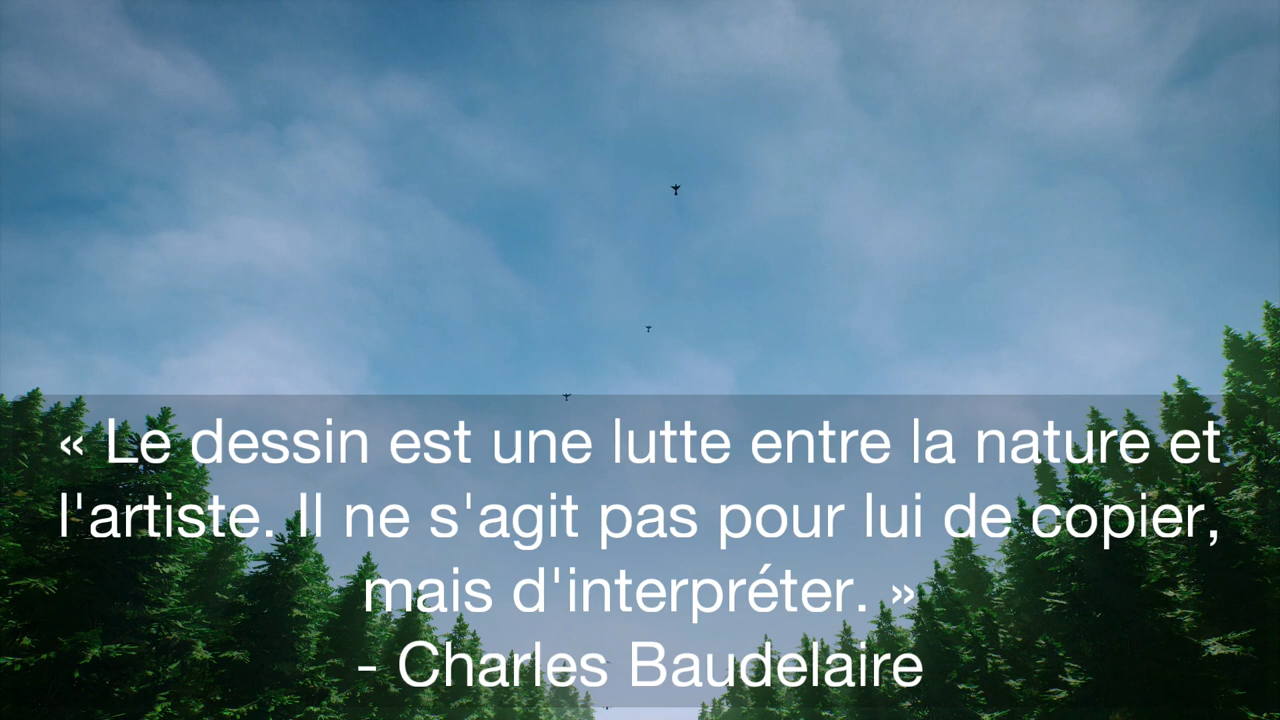 « Le dessin est une lutte entre la nature et
l'artiste. Il ne s'agit pas pour lui de copier,
mais d'interpréter. »
- Charles Baudelaire